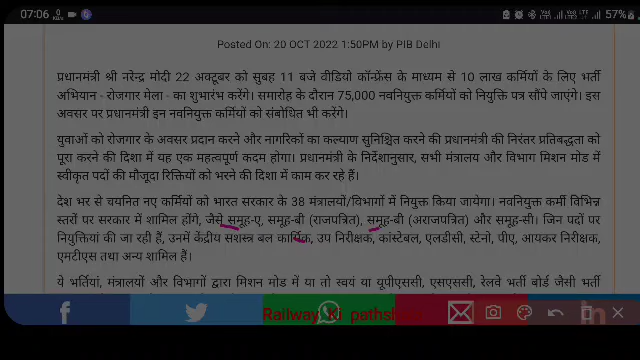 07:06
0
KB
57%
Posted On: 20 OCT 2022 1:50PM by PIB Delhi
प्रधानमंत्री श्री नरेन्द्र मोदी 22 अक्टूबर को सुबह 11 बजे वीडियो कॉन्फ्रेंस के माध्यम से 10 लाख कर्मियों के लिए भर्ती
अभियान - रोजगार मेला - का शुभारंभ करेंगे। समारोह के दौरान 75,000 नवनियुक्त कर्मियों को नियुक्ति पत्र सौंपे जाएंगे। इस
अवसर पर प्रधानमंत्री इन नवनियुक्त कर्मियों को संबोधित भी करेंगे।
युवाओं को रोजगार के अवसर प्रदान करने और नागरिकों का कल्याण सुनिश्चित करने की प्रधानमंत्री की निरंतर प्रतिबद्धता को
पूरा करने की दिशा में यह एक महत्वपूर्ण कदम होगा। प्रधानमंत्री के निर्देशानुसार, सभी मंत्रालय और विभाग मिशन मोड में
स्वीकृत पदों की मौजूदा रिक्तियों को भरने की दिशा में काम कर रहे हैं।
देश भर से चयनित नए कर्मियों को भारत सरकार के 38 मंत्रालयों/विभागों में नियुक्त किया जायेगा। नवनियुक्त कर्मी विभिन्न
स्तरों पर सरकार में शामिल होंगे, जैसे समूह-ए, समूह-बी (राजपत्रित), समूह-बी (अराजपत्रित) और समूह-सी। जिन पदों पर
नियुक्तियां की जा रही हैं, उनमें केंद्रीय सशस्त्र बल कार्मिक, उप निरीक्षक, कांस्टेबल, एलडीसी, स्टेनो, पीए, आयकर निरीक्षक,
एमटीएस तथा अन्य शामिल हैं।
ये भर्तियां, मंत्रालयों और विभागों द्वारा मिशन मोड में या तो स्वयं या यूपीएससी, एसएससी, रेलवे भर्ती बोर्ड जैसी भर्ती
Railway Ki pathshala